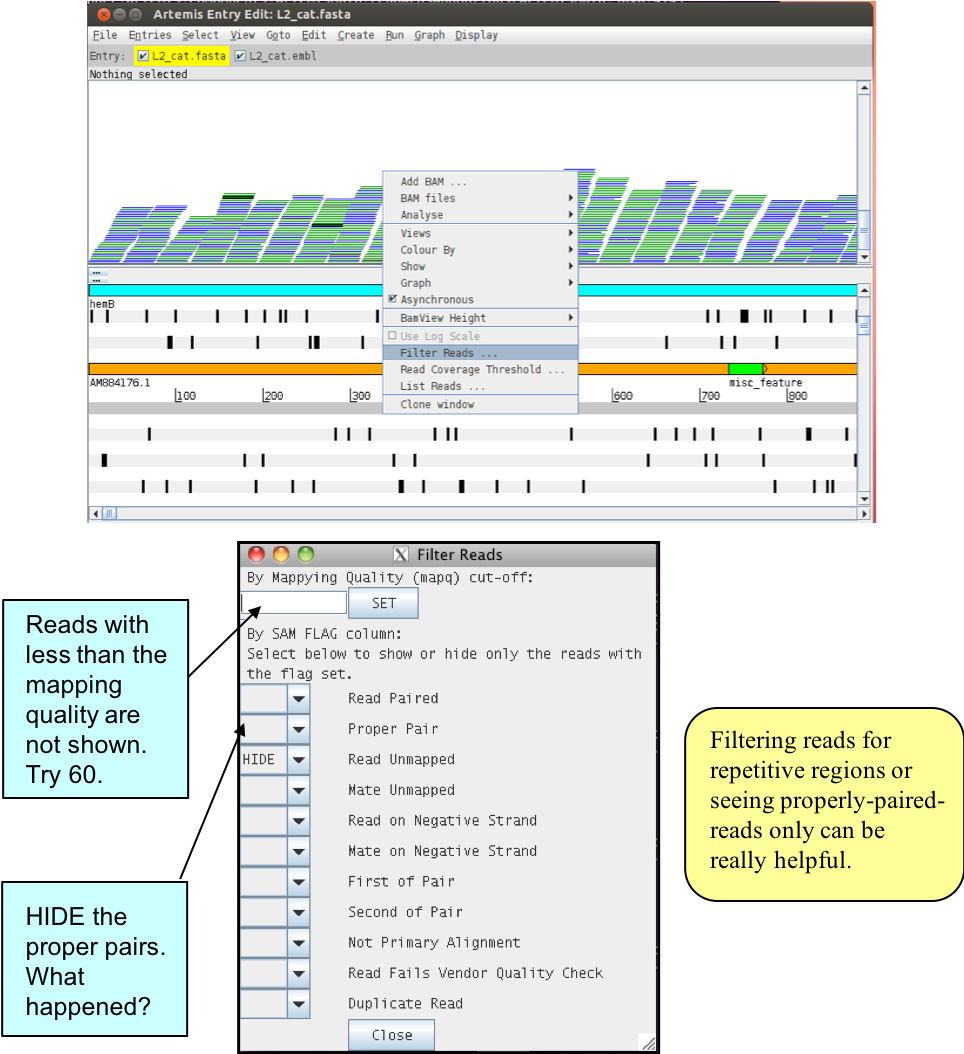 Artemis Entry Edit: L2_cat.fasta
File Entries Select View Goto Edit Create Run Graph Display
Entry: L2_cat.fasta L2_cat.embl
Nothing selected
Add BAM ...
BAM files
Analyse
Views
Colour By
Show
Graph
Asynchronous
BamView Height
Use Log Scale
Filter Reads ...
Read Coverage Threshold ...
List Reads ...
Clone window
hemB
AM884176.1
misc_feature
100 200 300 600 700 800
Filter Reads
By Mappying Quality (mapq) cut-off:
SET
By SAM FLAG column:
Select below to show or hide only the reads with
the flag set.
Read Paired
Proper Pair
HIDE Read Unmapped
Mate Unmapped
Read on Negative Strand
Mate on Negative Strand
First of Pair
Second of Pair
Not Primary Alignment
Read Fails Vendor Quality Check
Duplicate Read
Close
Reads with
less than the
mapping
quality are
not shown.
Try 60.
HIDE the
proper pairs.
What
happened?
Filtering reads for
repetitive regions or
seeing properly-paired-
reads only can be
really helpful.